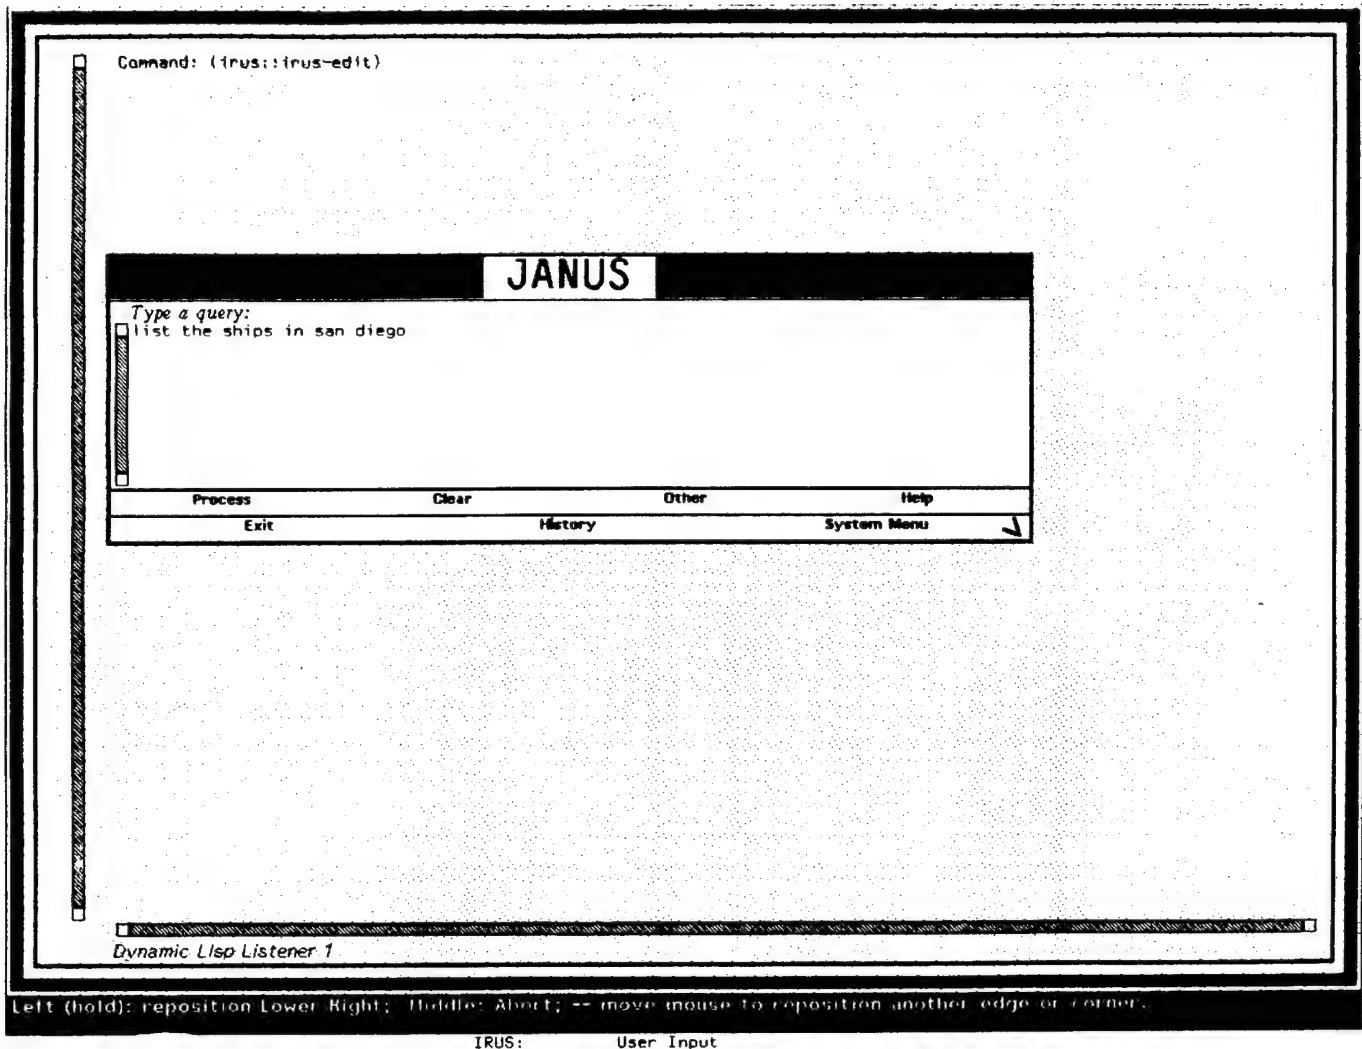 Command: (irus::irus-edit)
JANUS
Type a query:
list the ships in san diego
Process Clear Other Help
Exit History System Menu
Dynamic Lisp Listener 1
Left (hold): reposition Lower Right; Middle: Abort; -- move mouse to reposition another edge or corner.
IRUS: User Input